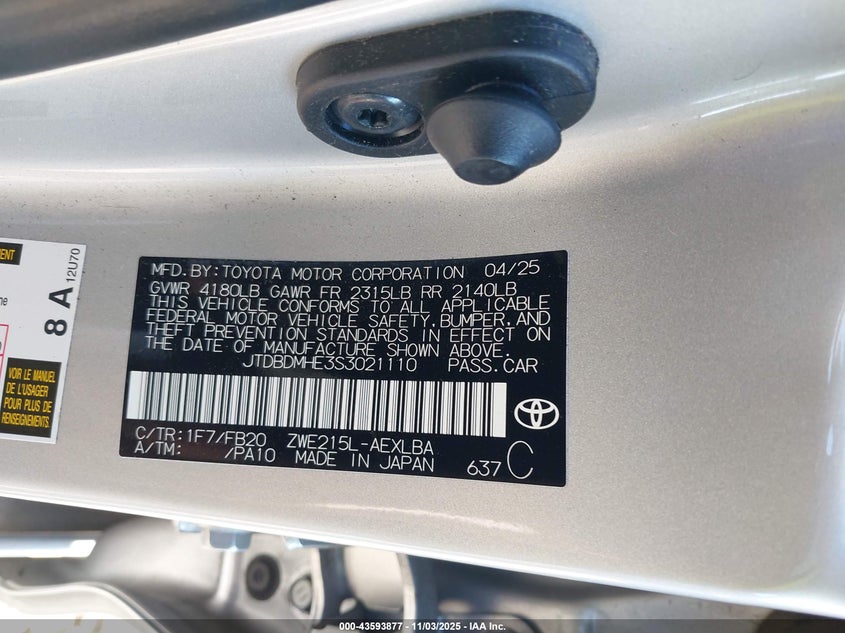 MENT
8 A 12U70
ne
VOIR LE MANUEL
DE L'USAGER
POUR PLUS DE
RENSEIGNEMENTS.
MFD. BY: TOYOTA MOTOR CORPORATION 04/25
GVWR 4180LB GAWR FR 2315LB RR 2140LB
THIS VEHICLE CONFORMS TO ALL APPLICABLE
FEDERAL MOTOR VEHICLE SAFETY, BUMPER, AND
THEFT PREVENTION STANDARDS IN EFFECT ON
THE DATE OF MANUFACTURE SHOWN ABOVE.
JTDBDMHE3S3021110 PASS. CAR
C/TR: 1F7/FB20 ZWE215L-AEXLBA
A/TM: /PA10 MADE IN JAPAN 637 C
000-43593877 - 11/03/2025 - IAA Inc.